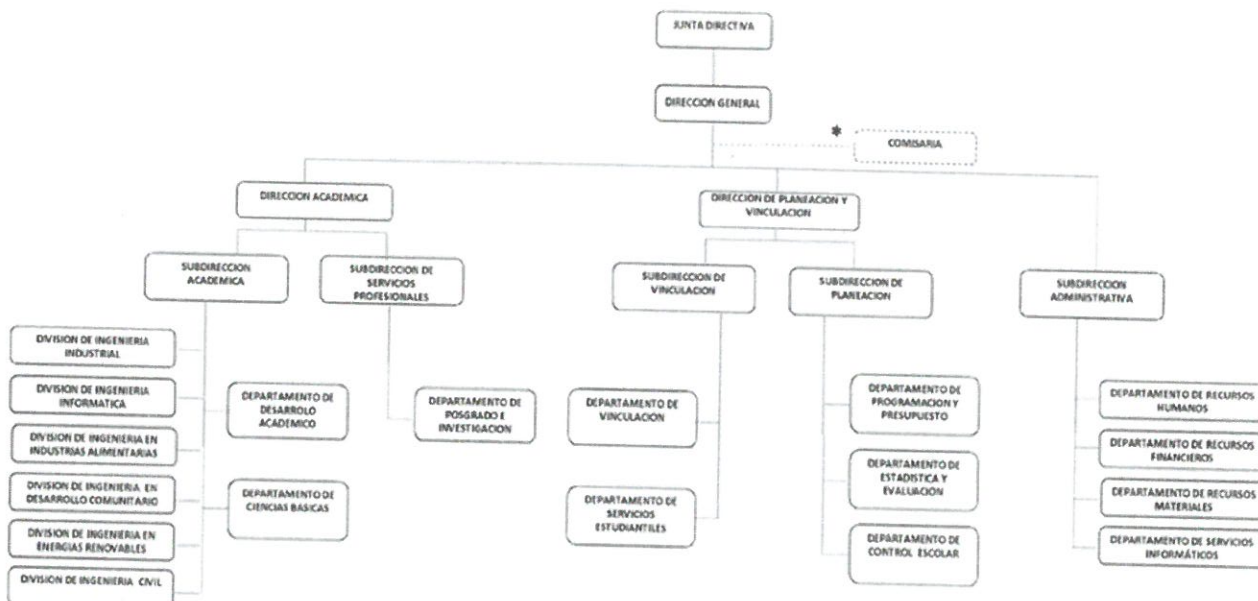 JUNTA DIRECTIVA
DIRECCION GENERAL
*
COMISARIA
DIRECCION ACADEMICA
DIRECCION DE PLANEACION Y
VINCULACION
SUBDIRECCION
ACADEMICA
SUBDIRECCION DE
SERVICIOS
PROFESIONALES
SUBDIRECCION DE
VINCULACION
SUBDIRECCION DE
PLANEACION
SUBDIRECCION
ADMINISTRATIVA
DIVISION DE INGENIERIA
INDUSTRIAL
DIVISION DE INGENIERIA
INFORMATICA
DIVISION DE INGENIERIA EN
INDUSTRIAS ALIMENTARIAS
DIVISION DE INGENIERIA EN
DESARROLLO COMUNITARIO
DIVISION DE INGENIERIA EN
ENERGIAS RENOVABLES
DIVISION DE INGENIERIA CIVIL
DEPARTAMENTO DE
DESARROLO
ACADEMICO
DEPARTAMENTO DE
CIENCIAS BASICAS
DEPARTAMENTO DE
POSGRADO E
INVESTIGACION
DEPARTAMENTO DE
VINCULACION
DEPARTAMENTO DE
SERVICIOS
ESTUDIANTILES
DEPARTAMENTO DE
PROGRAMACION Y
PRESUPUESTO
DEPARTAMENTO DE
ESTADISTICA Y
EVALUACION
DEPARTAMENTO DE
CONTROL ESCOLAR
DEPARTAMENTO DE RECURSOS
HUMANOS
DEPARTAMENTO DE RECURSOS
FINANCIEROS
DEPARTAMENTO DE RECURSOS
MATERIALES
DEPARTAMENTO DE SERVICIOS
INFORMÁTICOS